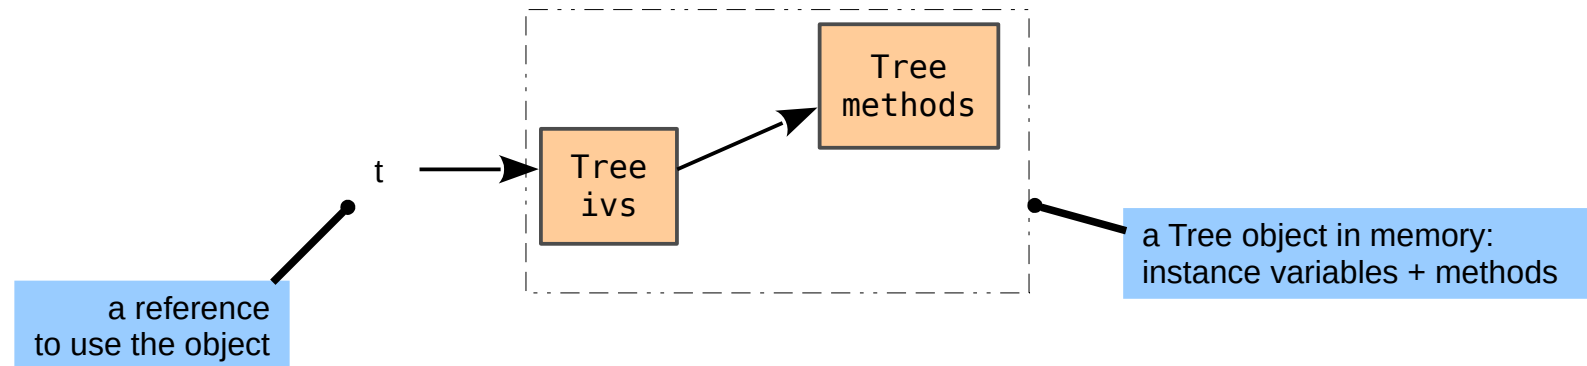 Tree
methods
t
Tree
ivs
a Tree object in memory:
instance variables + methods
a reference
to use the object